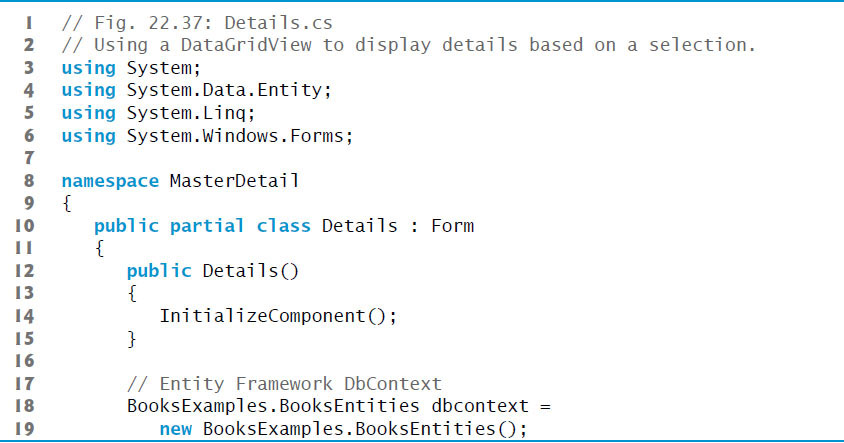 1 // Fig. 22.37: Details.cs
2 // Using a DataGridView to display details based on a selection.
3 using System;
4 using System.Data.Entity;
5 using System.Linq;
6 using System.Windows.Forms;
7
8 namespace MasterDetail
9 {
10 public partial class Details : Form
11 {
12 public Details()
13 {
14 InitializeComponent();
15 }
16
17 // Entity Framework DbContext
18 BooksExamples.BooksEntities dbcontext =
19 new BooksExamples.BooksEntities();